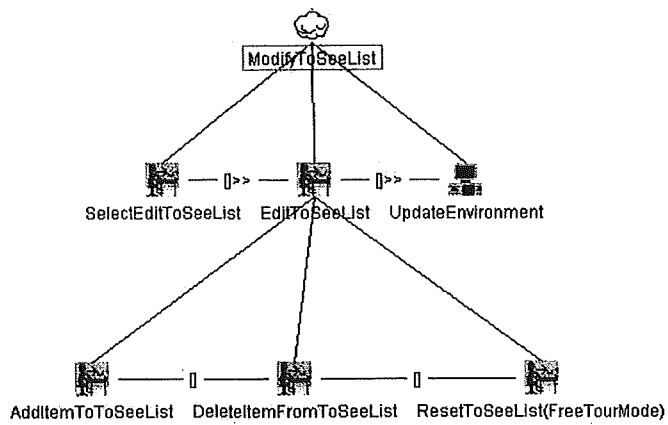 ModifyToSeeList
[]>> []>>
SelectEditToSeeList EditToSeeList UpdateEnvironment
[] []
AddItemToToSeeList DeleteItemFromToSeeList ResetToSeeList(FreeTourMode)